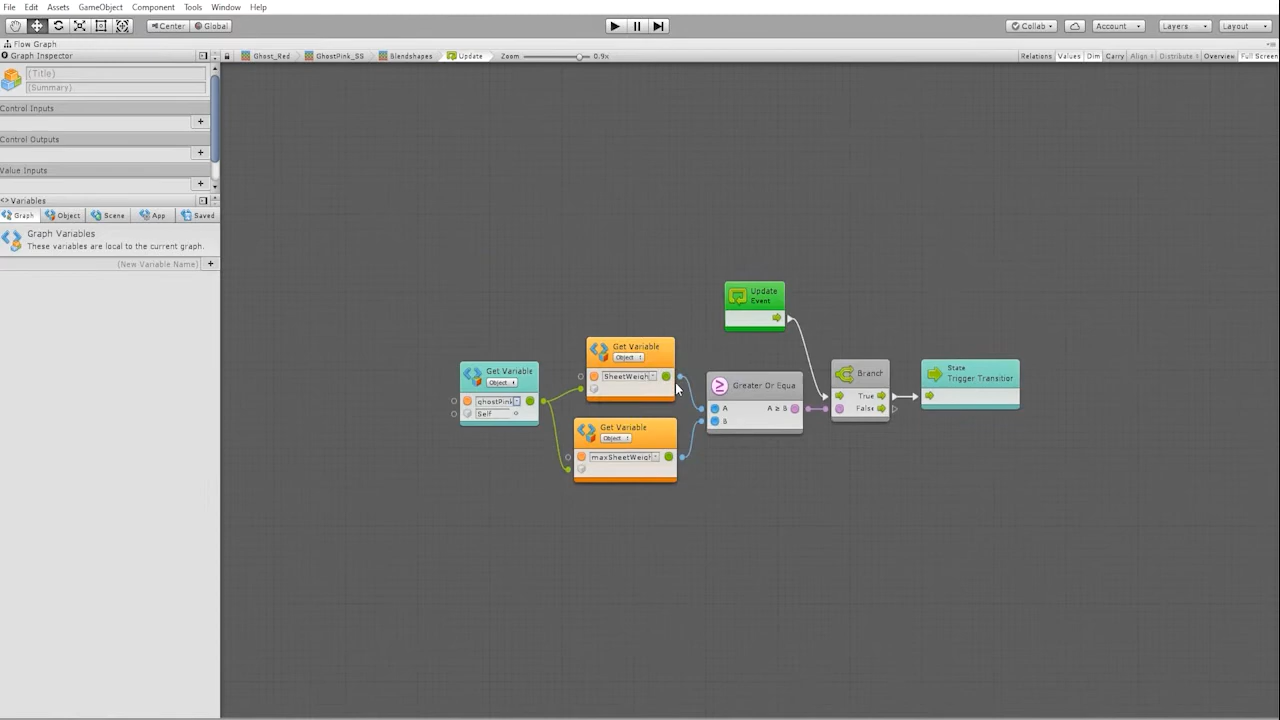 File Edit Assets GameObject Component Tools Window Help
Center Global Collab Account Layers Layout
Flow Graph
Graph Inspector Ghost_Red GhostPink_SS Blendshapes Update Zoom 0.9x Relations Values Dim Carry Align Distribute Overview Full Screen
(Title)
(Summary)
Control Inputs
Control Outputs
Value Inputs
<> Variables
Graph Object Scene App Saved
Graph Variables
These variables are local to the current graph.
(New Variable Name)
Update
Event
Get Variable
Object
SheetWeigh
Get Variable
Object
ghostPink
Self
Get Variable
Object
maxSheetWeigh
Greater Or Equa
A A ≥ B
B
Branch
True
False
State
Trigger Transition